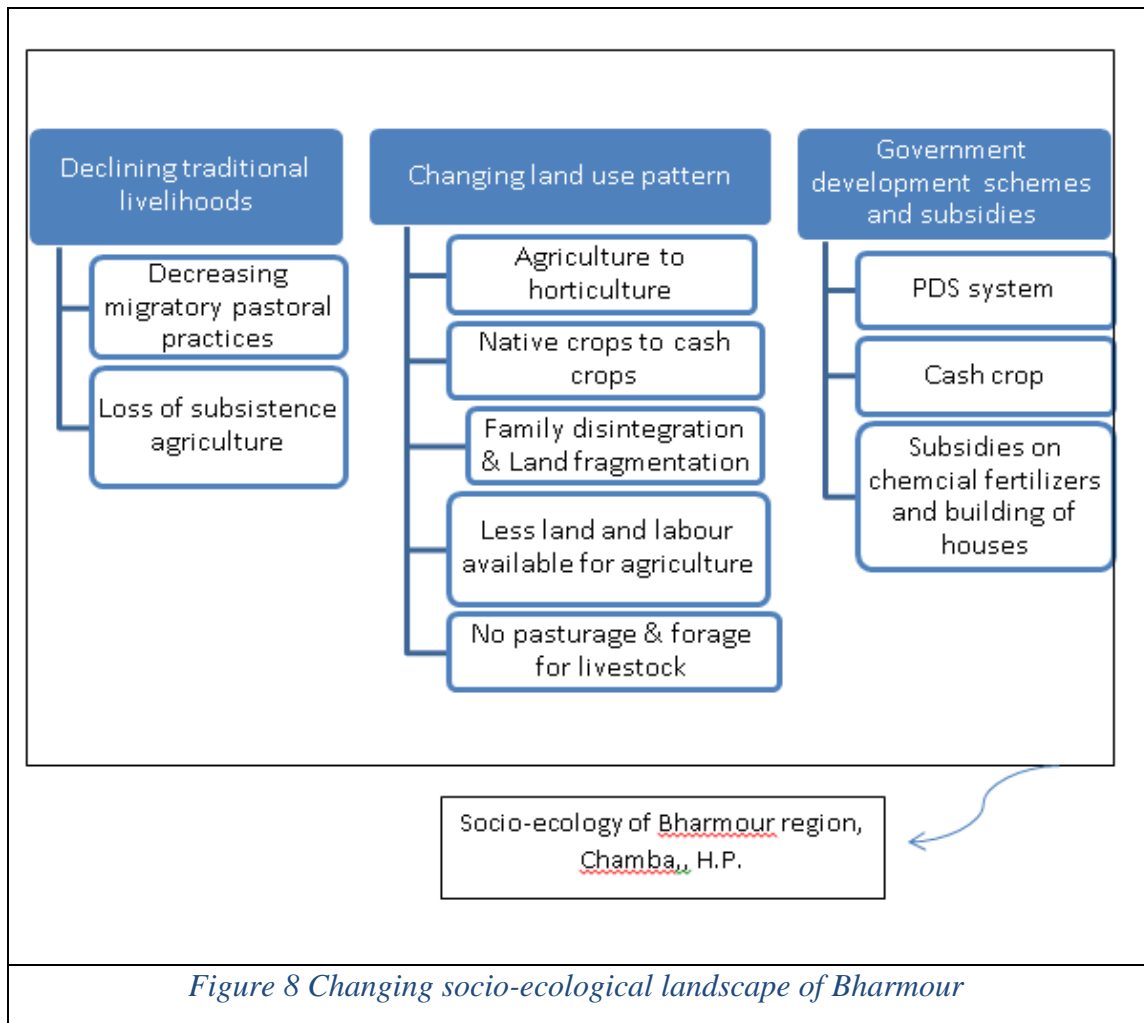 Declining traditional
livelihoods
Decreasing
migratory pastoral
practices
Loss of subsistence
agriculture
Changing land use pattern
Agriculture to
horticulture
Native crops to cash
crops
Family disintegration
& Land fragmentation
Less land and labour
available for agriculture
No pasturage & forage
for livestock
Government
development schemes
and subsidies
PDS system
Cash crop
Subsidies on
chemcial fertilizers
and building of
houses
Socio-ecology of Bharmour region,
Chamba,, H.P.
Figure 8 Changing socio-ecological landscape of Bharmour